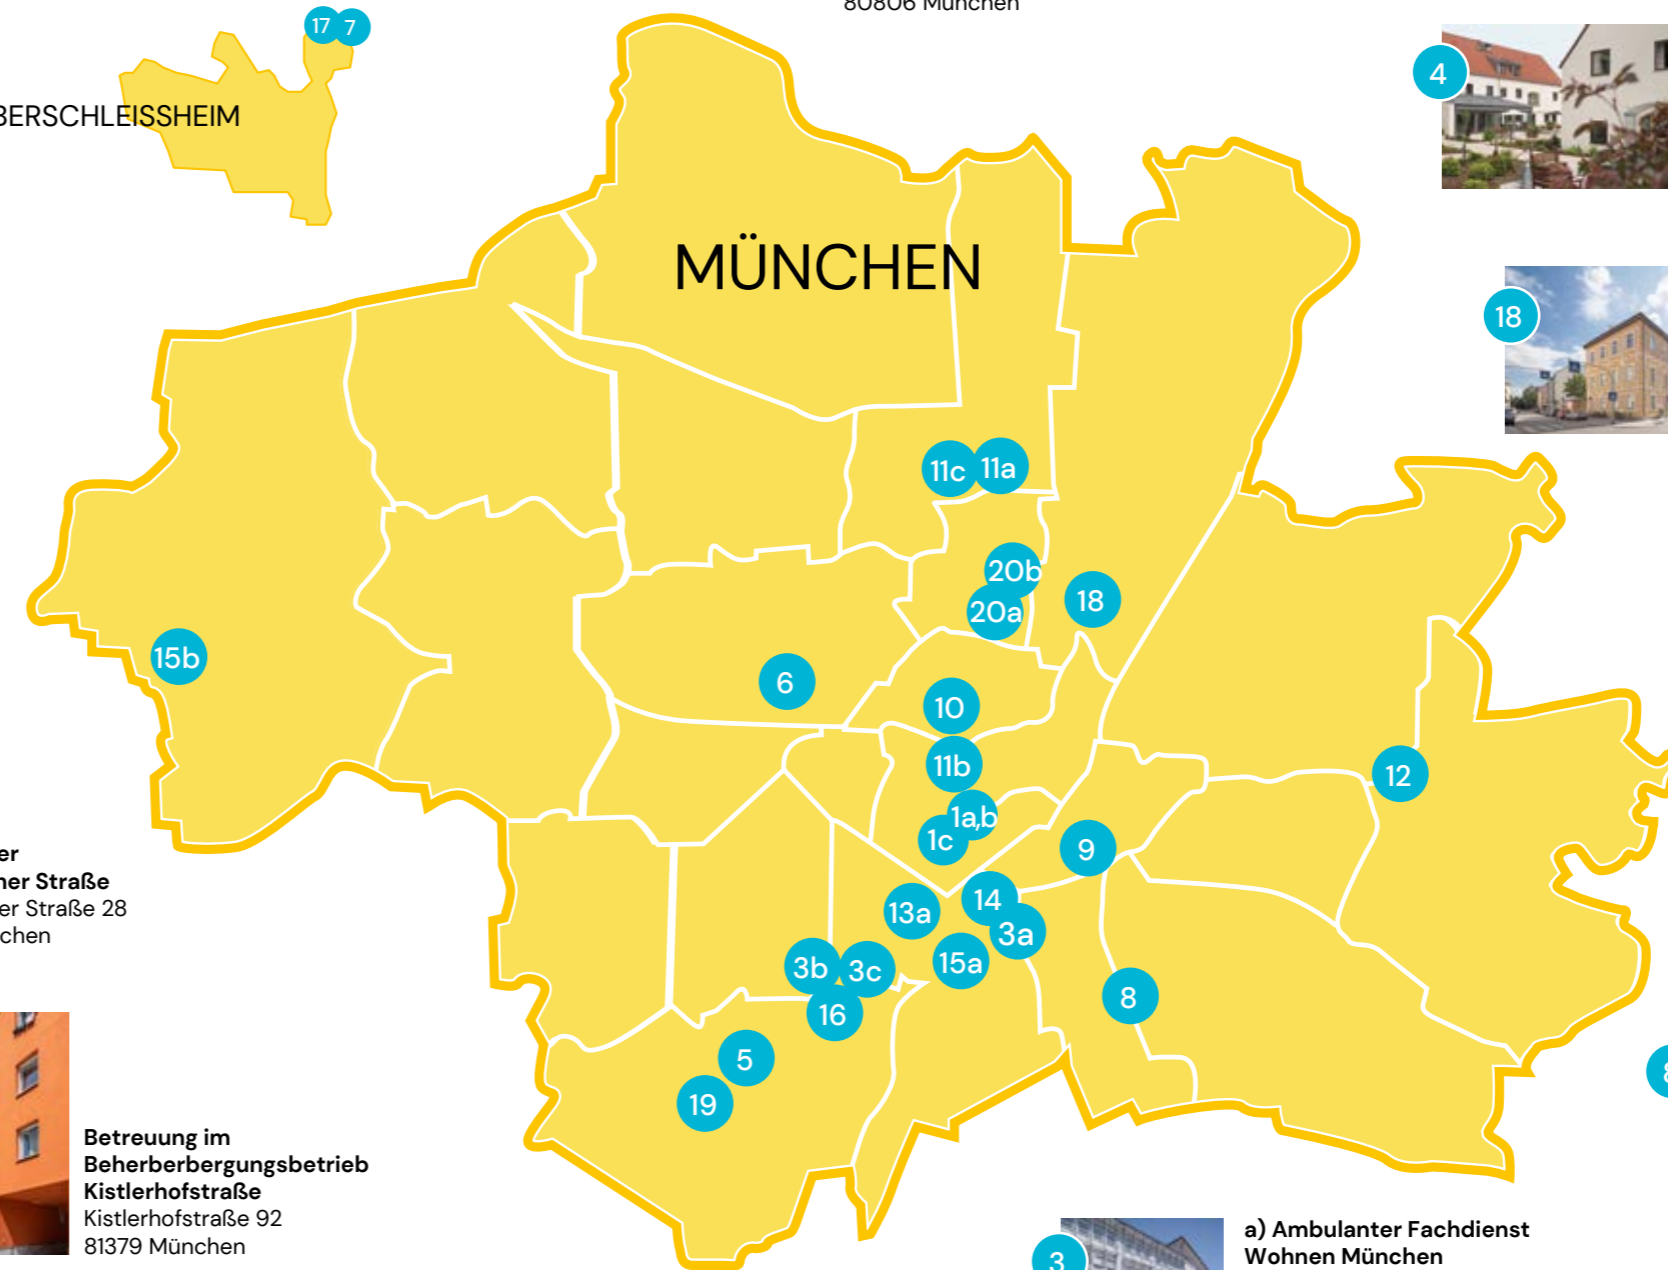 80806 München
17 7
4
BERSCHLEISSHEIM
MÜNCHEN
18
11c 11a
20b
20a
18
15b
6
10
11b
12
1a,b
1c
9
er
ner Straße
er Straße 28
chen
13a
14
3a
15a
3b 3c
16
8
5
19
8
Betreuung im
Beherberbergungsbetrieb
Kistlerhofstraße
Kistlerhofstraße 92
81379 München
3
a) Ambulanter Fachdienst
Wohnen München